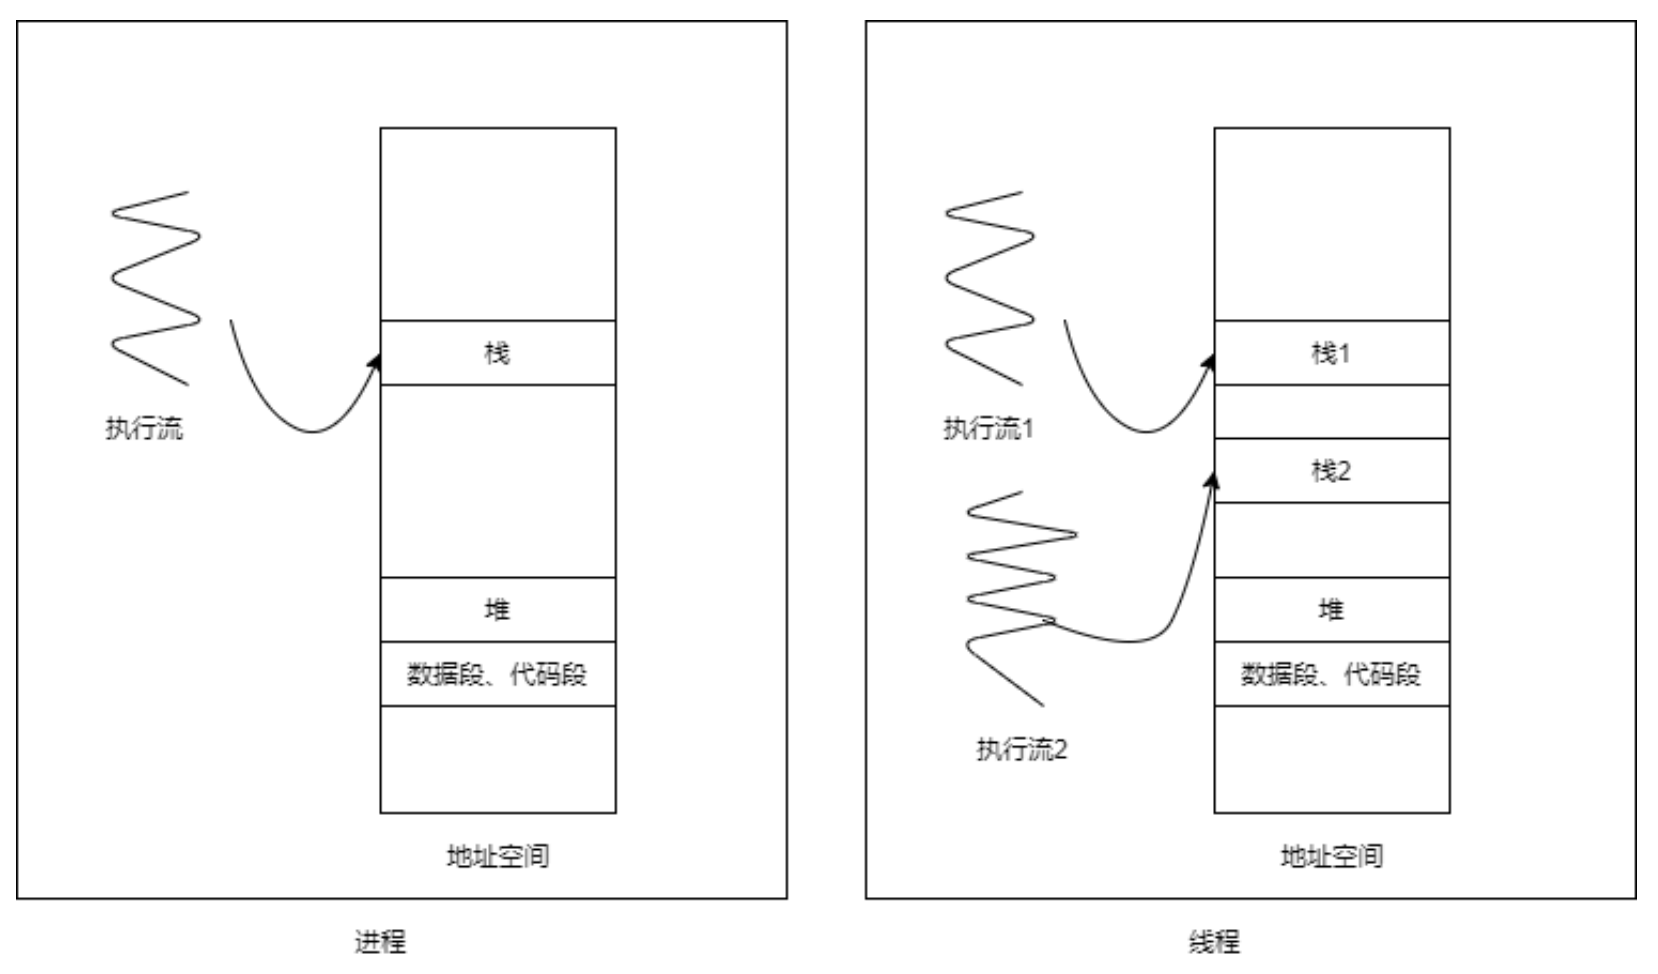 栈
执行流
堆
数据段、代码段
地址空间
进程
栈1
执行流1
栈2
堆
数据段、代码段
执行流2
地址空间
线程